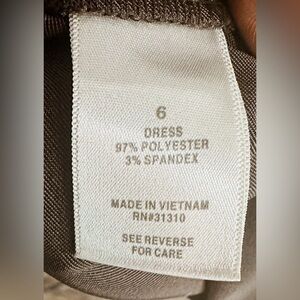 6
DRESS
97% POLYESTER
3% SPANDEX
MADE IN VIETNAM
RN#31310
SEE REVERSE
FOR CARE